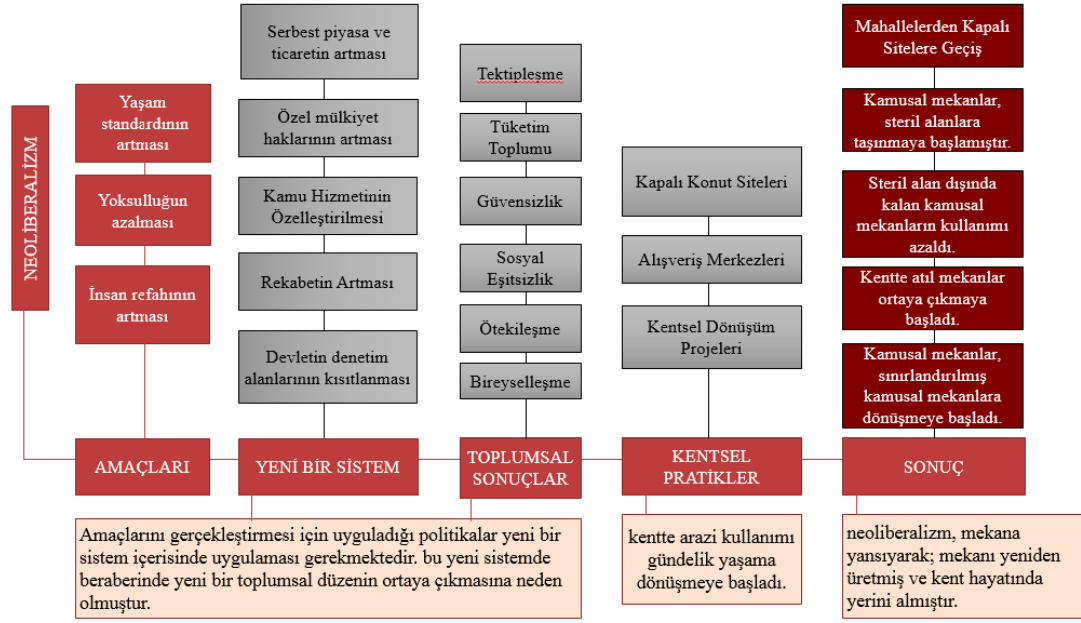 NEOLİBERALİZM
Yaşam
standardının
artması
Yoksulluğun
azalması
İnsan refahının
artması
AMAÇLARI
Serbest piyasa ve
ticaretin artması
Özel mülkiyet
haklarının artması
Kamu Hizmetinin
Özelleştirilmesi
Rekabetin Artması
Devletin denetim
alanlarının kısıtlanması
YENİ BİR SİSTEM
Tektipleşme
Tüketim
Toplumu
Güvensizlik
Sosyal
Eşitsizlik
Ötekileşme
Bireyselleşme
TOPLUMSAL
SONUÇLAR
Kapalı Konut Siteleri
Alışveriş Merkezleri
Kentsel Dönüşüm
Projeleri
KENTSEL
PRATİKLER
Mahallelerden Kapalı
Sitelere Geçiş
Kamusal mekanlar,
steril alanlara
taşınmaya başlamıştır.
Steril alan dışında
kalan kamusal
mekanların kullanımı
azaldı.
Kentte atıl mekanlar
ortaya çıkmaya
başladı.
Kamusal mekanlar,
sınırlandırılmış
kamusal mekanlara
dönüşmeye başladı.
SONUÇ
Amaçlarını gerçekleştirmesi için uyguladığı politikalar yeni bir
sistem içerisinde uygulaması gerekmektedir. bu yeni sistemde
beraberinde yeni bir toplumsal düzenin ortaya çıkmasına neden
olmuştur.
kentte arazi kullanımı
gündelik yaşama
dönüşmeye başladı.
neoliberalizm, mekana
yansıyarak; mekanı yeniden
üretmiş ve kent hayatında
yerini almıştır.